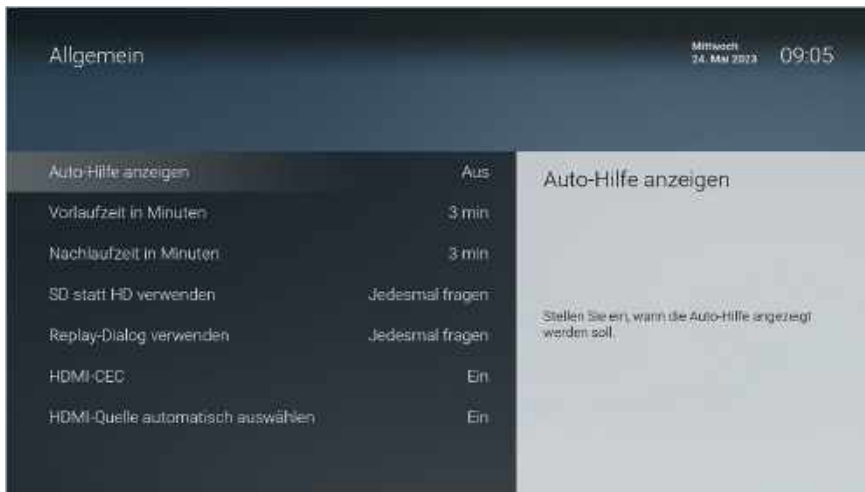 Allgemein
Mittwoch
24. Mai 2023
09:05
Auto-Hilfe anzeigen Aus
Vorlaufzeit in Minuten 3 min
Nachlaufzeit in Minuten 3 min
SD statt HD verwenden Jedesmal fragen
Replay-Dialog verwenden Jedesmal fragen
HDMI-CEC Ein
HDMI-Quelle automatisch auswählen Ein
Auto-Hilfe anzeigen
Stellen Sie ein, wann die Auto-Hilfe angezeigt
werden soll.